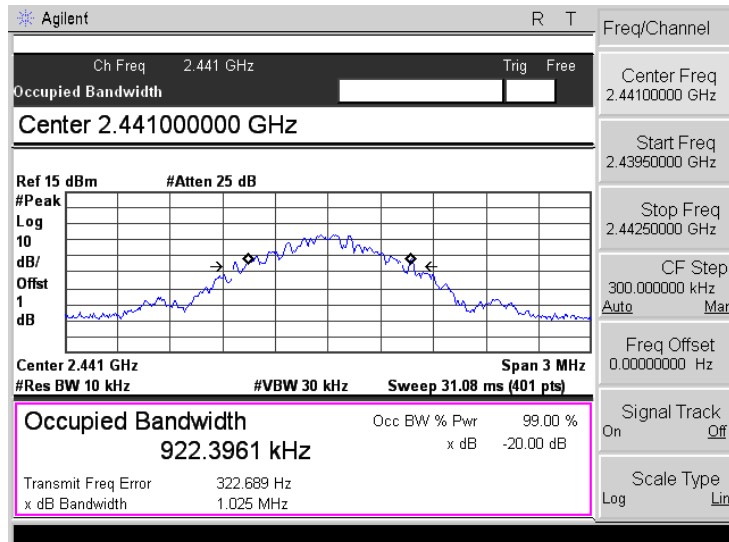 Agilent R T
Ch Freq 2.441 GHz Trig Free
Occupied Bandwidth
Center 2.441000000 GHz
Ref 15 dBm #Atten 25 dB
#Peak
Log
10
dB/
Offst
1
dB
Center 2.441 GHz Span 3 MHz
#Res BW 10 kHz #VBW 30 kHz Sweep 31.08 ms (401 pts)
Occupied Bandwidth Occ BW % Pwr 99.00 %
922.3961 kHz x dB -20.00 dB
Transmit Freq Error 322.689 Hz
x dB Bandwidth 1.025 MHz
Freq/Channel
Center Freq
2.44100000 GHz
Start Freq
2.43950000 GHz
Stop Freq
2.44250000 GHz
CF Step
300.000000 kHz
Auto Man
Freq Offset
0.00000000 Hz
Signal Track
On Off
Scale Type
Log Lin